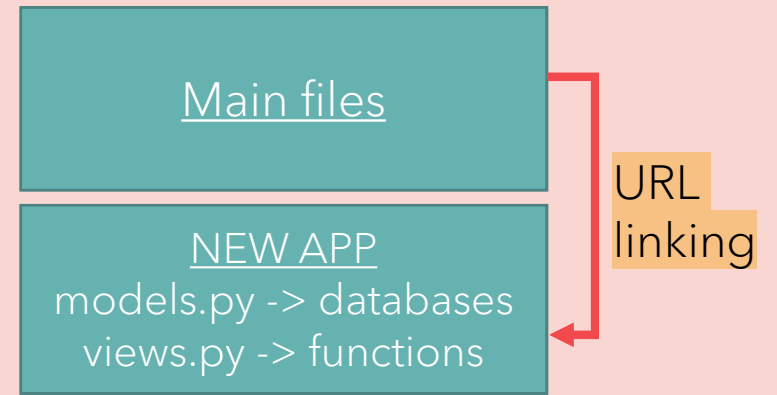 Main files
NEW APP
models.py -> databases
views.py -> functions
URL
linking